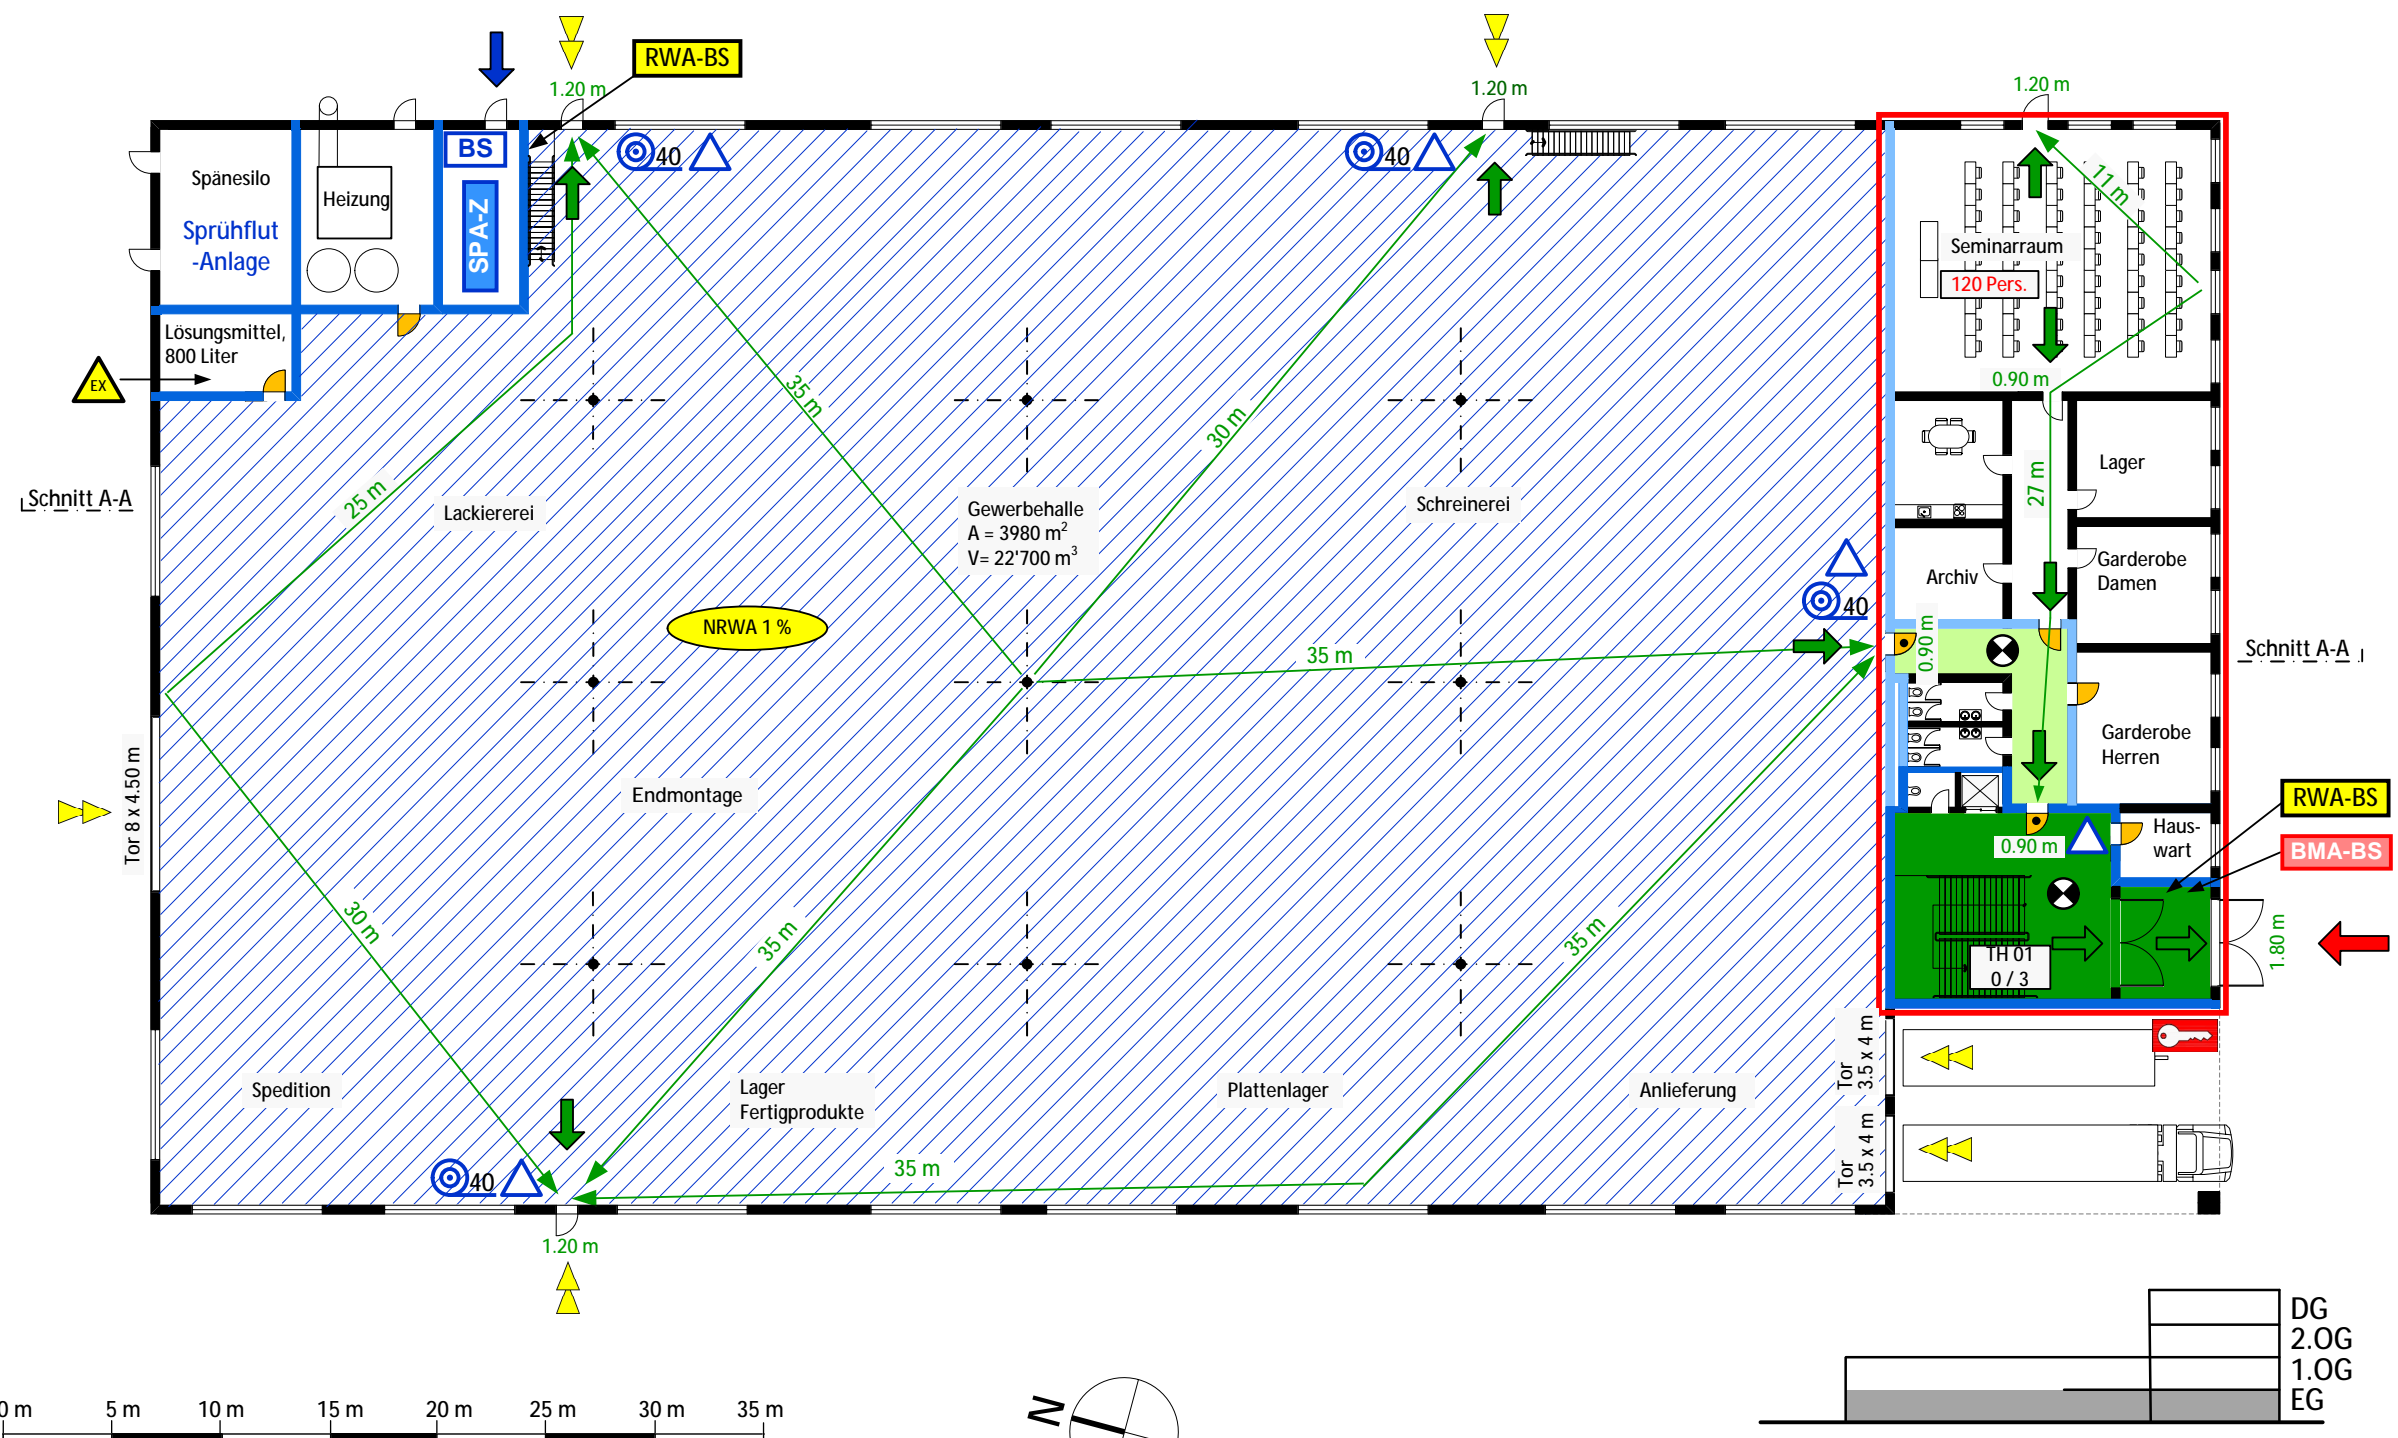 RWA-BS
1.20 m
1.20 m
1.20 m
BS
SPA-Z
40
40
Spänesilo
Sprühflut
-Anlage
Heizung
11 m
Seminarraum
120 Pers.
Lösungsmittel,
800 Liter
EX
0.90 m
35 m
30 m
25 m
27 m
Lager
Schnitt A-A
Lackiererei
Gewerbehalle
A = 3980 m²
V= 22'700 m³
Schreinerei
Archiv
Garderobe
Damen
40
NRWA 1 %
0.90 m
35 m
Schnitt A-A
Garderobe
Herren
Tor 8 x 4.50 m
Endmontage
RWA-BS
Haus-
wart
0.90 m
BMA-BS
30 m
35 m
35 m
TH 01
0 / 3
1.80 m
Tor
3.5 x 4 m
Spedition
Lager
Fertigprodukte
Plattenlager
Anlieferung
Tor
3.5 x 4 m
40
35 m
1.20 m
DG
2.OG
1.OG
EG
N
0 m 5 m 10 m 15 m 20 m 25 m 30 m 35 m